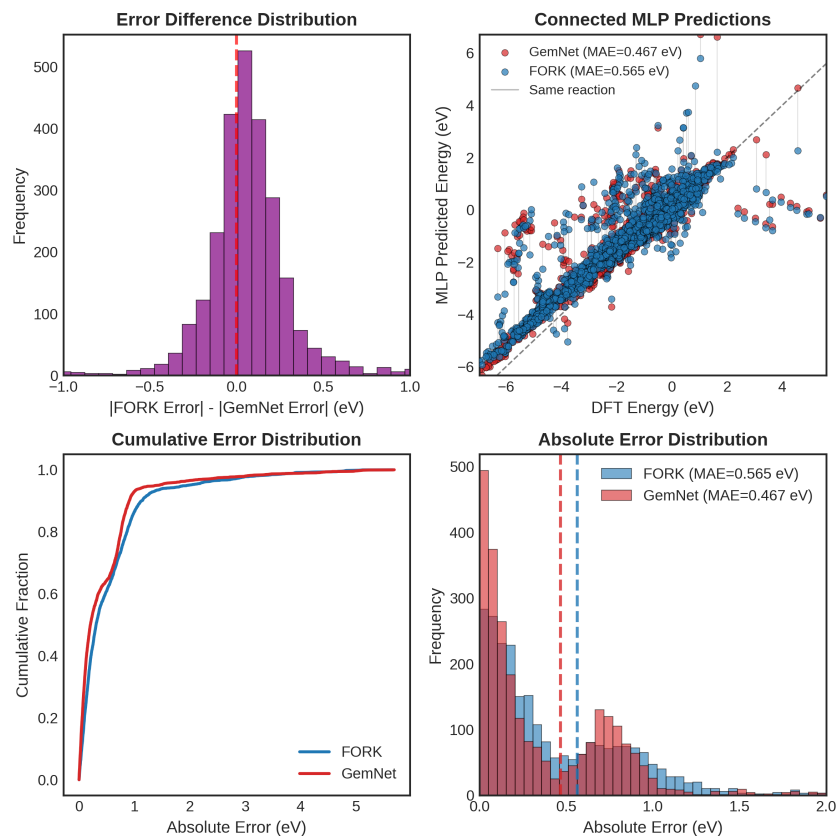 Error Difference Distribution
Frequency
500
400
300
200
100
0
−1.0 −0.5 0.0 0.5 1.0
|FORK Error| - |GemNet Error| (eV)
Connected MLP Predictions
MLP Predicted Energy (eV)
GemNet (MAE=0.467 eV)
FORK (MAE=0.565 eV)
Same reaction
6
4
2
0
−2
−4
−6
−6 −4 −2 0 2 4
DFT Energy (eV)
Cumulative Error Distribution
Cumulative Fraction
1.0
0.8
0.6
0.4
0.2
0.0
FORK
GemNet
0 1 2 3 4 5
Absolute Error (eV)
Absolute Error Distribution
Frequency
FORK (MAE=0.565 eV)
GemNet (MAE=0.467 eV)
500
400
300
200
100
0
0.0 0.5 1.0 1.5 2.0
Absolute Error (eV)